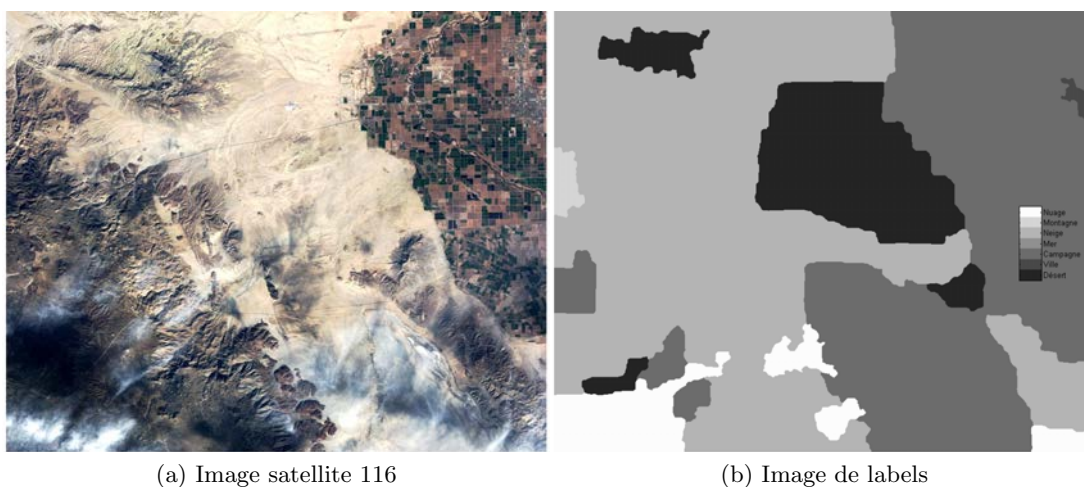 Nuage
Montagne
Neige
Mer
Campagne
Ville
Désert
(a) Image satellite 116
(b) Image de labels